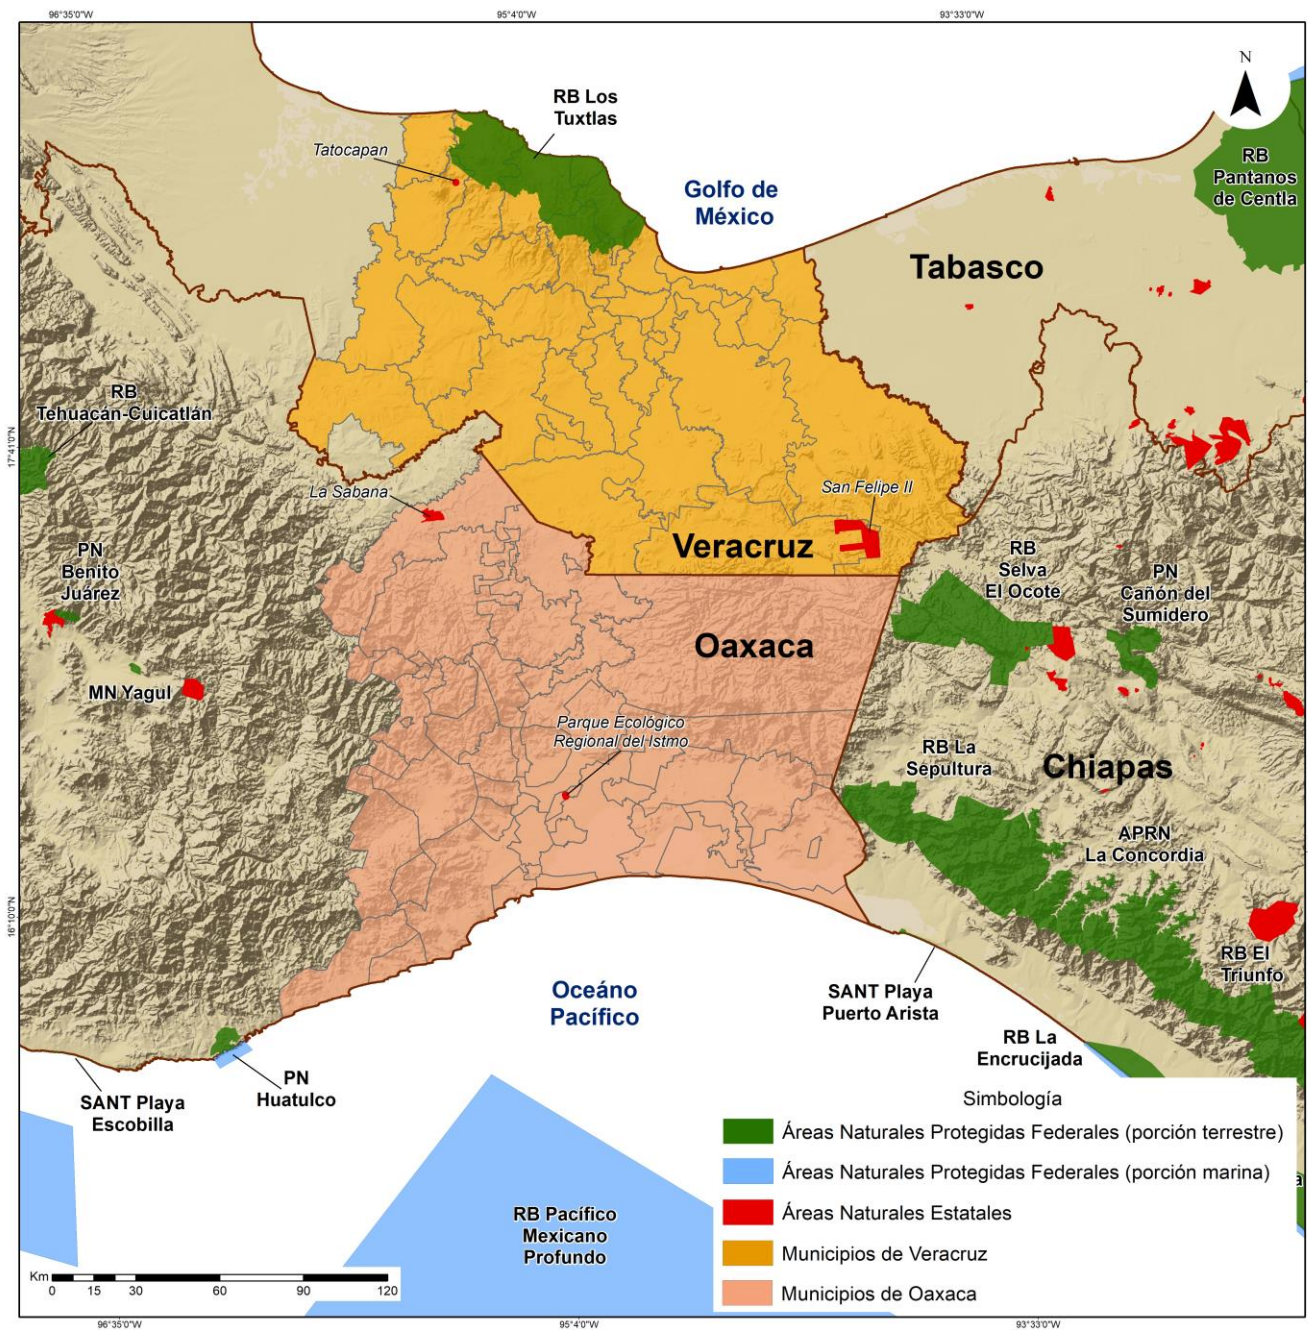 96°35'0"W
95°4'0"W
93°33'0"W
N
RB Los
Tuxtlas
Tatocapan
Golfo de
México
RB
Pantanos
de Centla
Tabasco
RB
Tehuacán-Cuicatlán
17°41'0"N
La Sabana
San Felipe II
Veracruz
PN
Benito
Juárez
RB
Selva
El Ocote
PN
Cañón del
Sumidero
Oaxaca
MN Yagul
Parque Ecológico
Regional del Istmo
RB La
Sepultura
Chiapas
APRN
La Concordia
16°10'0"N
RB El
Triunfo
Oceáno
Pacífico
SANT Playa
Puerto Arista
RB La
Encrucijada
PN
Huatulco
SANT Playa
Escobilla
Simbología
Áreas Naturales Protegidas Federales (porción terrestre)
Áreas Naturales Protegidas Federales (porción marina)
Áreas Naturales Estatales
Municipios de Veracruz
Municipios de Oaxaca
RB Pacífico
Mexicano
Profundo
Km
0 15 30 60 90 120
96°35'0"W
95°4'0"W
93°33'0"W